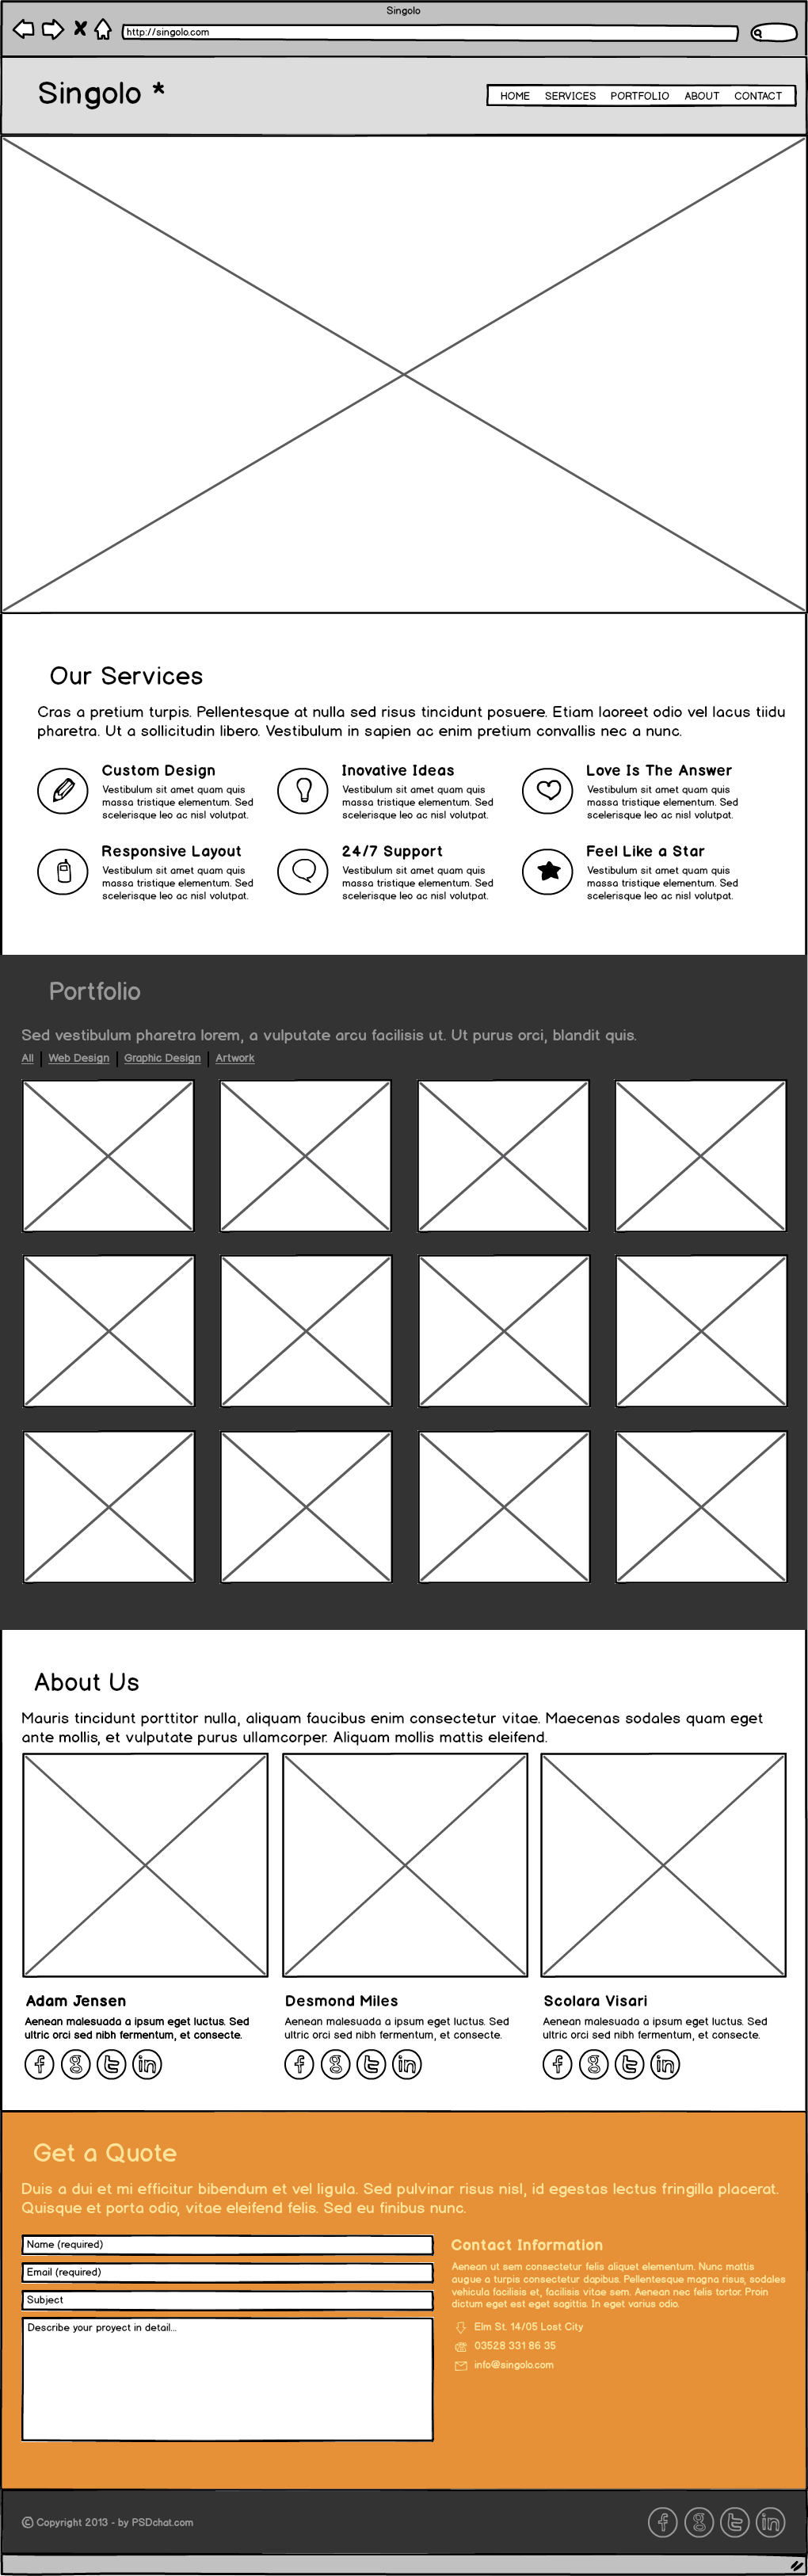 Singolo
http://singolo.com
Singolo *
HOME SERVICES PORTFOLIO ABOUT CONTACT
Our Services
Cras a pretium turpis. Pellentesque at nulla sed risus tincidunt posuere. Etiam laoreet odio vel lacus tiidu
pharetra. Ut a sollicitudin libero. Vestibulum in sapien ac enim pretium convallis nec a nunc.
Custom Design
Vestibulum sit amet quam quis
massa tristique elementum. Sed
scelerisque leo ac nisl volutpat.
Inovative Ideas
Vestibulum sit amet quam quis
massa tristique elementum. Sed
scelerisque leo ac nisl volutpat.
Love Is The Answer
Vestibulum sit amet quam quis
massa tristique elementum. Sed
scelerisque leo ac nisl volutpat.
Responsive Layout
Vestibulum sit amet quam quis
massa tristique elementum. Sed
scelerisque leo ac nisl volutpat.
24/7 Support
Vestibulum sit amet quam quis
massa tristique elementum. Sed
scelerisque leo ac nisl volutpat.
Feel Like a Star
Vestibulum sit amet quam quis
massa tristique elementum. Sed
scelerisque leo ac nisl volutpat.
Portfolio
Sed vestibulum pharetra lorem, a vulputate arcu facilisis ut. Ut purus orci, blandit quis.
All | Web Design | Graphic Design | Artwork
About Us
Mauris tincidunt porttitor nulla, aliquam faucibus enim consectetur vitae. Maecenas sodales quam eget
ante mollis, et vulputate purus ullamcorper. Aliquam mollis mattis eleifend.
Adam Jensen
Aenean malesuada a ipsum eget luctus. Sed
ultric orci sed nibh fermentum, et consecte.
f g t in
Desmond Miles
Aenean malesuada a ipsum eget luctus. Sed
ultric orci sed nibh fermentum, et consecte.
f g t in
Scolara Visari
Aenean malesuada a ipsum eget luctus. Sed
ultric orci sed nibh fermentum, et consecte.
f g t in
Get a Quote
Duis a dui et mi efficitur bibendum et vel ligula. Sed pulvinar risus nisl, id egestas lectus fringilla placerat.
Quisque et porta odio, vitae eleifend felis. Sed eu finibus nunc.
Name (required)
Email (required)
Subject
Describe your proyect in detail...
Contact Information
Aenean ut sem consectetur felis aliquet elementum. Nunc mattis
augue a turpis consectetur dapibus. Pellentesque magna risus, sodales
vehicula facilisis et, facilisis vitae sem. Aenean nec felis tortor. Proin
dictum eget est eget sagittis. In eget varius odio.
Elm St. 14/05 Lost City
03528 331 86 35
info@singolo.com
© Copyright 2013 - by PSDchat.com
f g t in